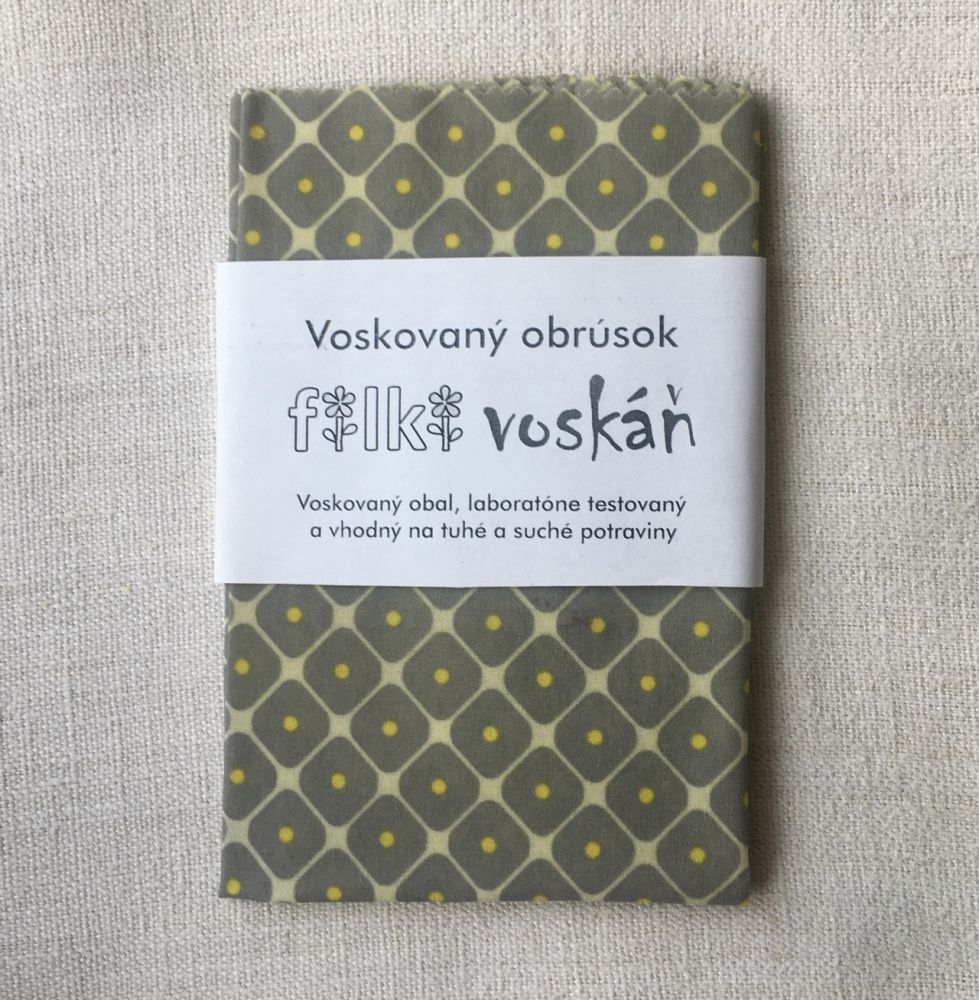 Voskovaný obrúsok
filki voskáň
Voskovaný obal, laboratóne testovaný
a vhodný na tuhé a suché potraviny